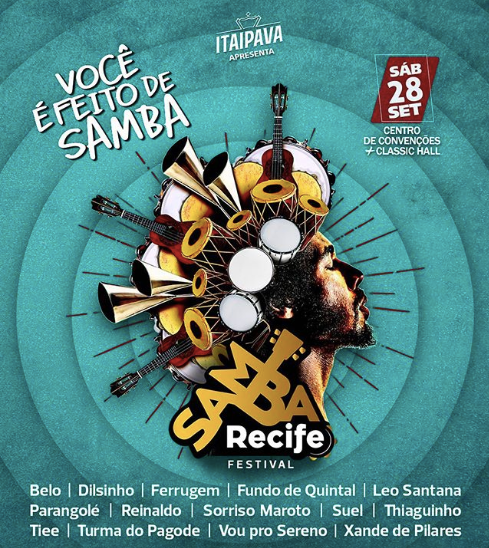 ITAIPAVA
APRESENTA
VOCÊ
É FEITO DE
SAMBA
SÁB
28
SET
CENTRO
DE CONVENÇÕES
+ CLASSIC HALL
SAMBA
Recife
FESTIVAL
Belo | Dilsinho | Ferrugem | Fundo de Quintal | Leo Santana
Parangolé | Reinaldo | Sorriso Maroto | Suel | Thiaguinho
Tiee | Turma do Pagode | Vou pro Sereno | Xande de Pilares